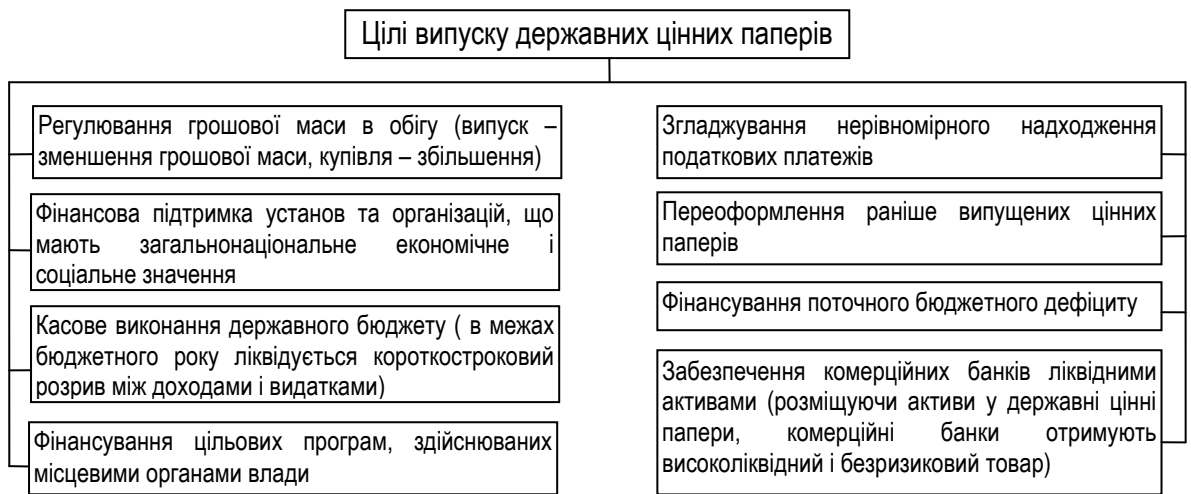 Цілі випуску державних цінних паперів
Регулювання грошової маси в обігу (випуск –
зменшення грошової маси, купівля – збільшення)
Фінансова підтримка установ та організацій, що
мають загальнонаціональне економічне і
соціальне значення
Касове виконання державного бюджету ( в межах
бюджетного року ліквідується короткостроковий
розрив між доходами і видатками)
Фінансування цільових програм, здійснюваних
місцевими органами влади
Згладжування нерівномірного надходження
податкових платежів
Переоформлення раніше випущених цінних
паперів
Фінансування поточного бюджетного дефіциту
Забезпечення комерційних банків ліквідними
активами (розміщуючи активи у державні цінні
папери, комерційні банки отримують
високоліквідний і безризиковий товар)